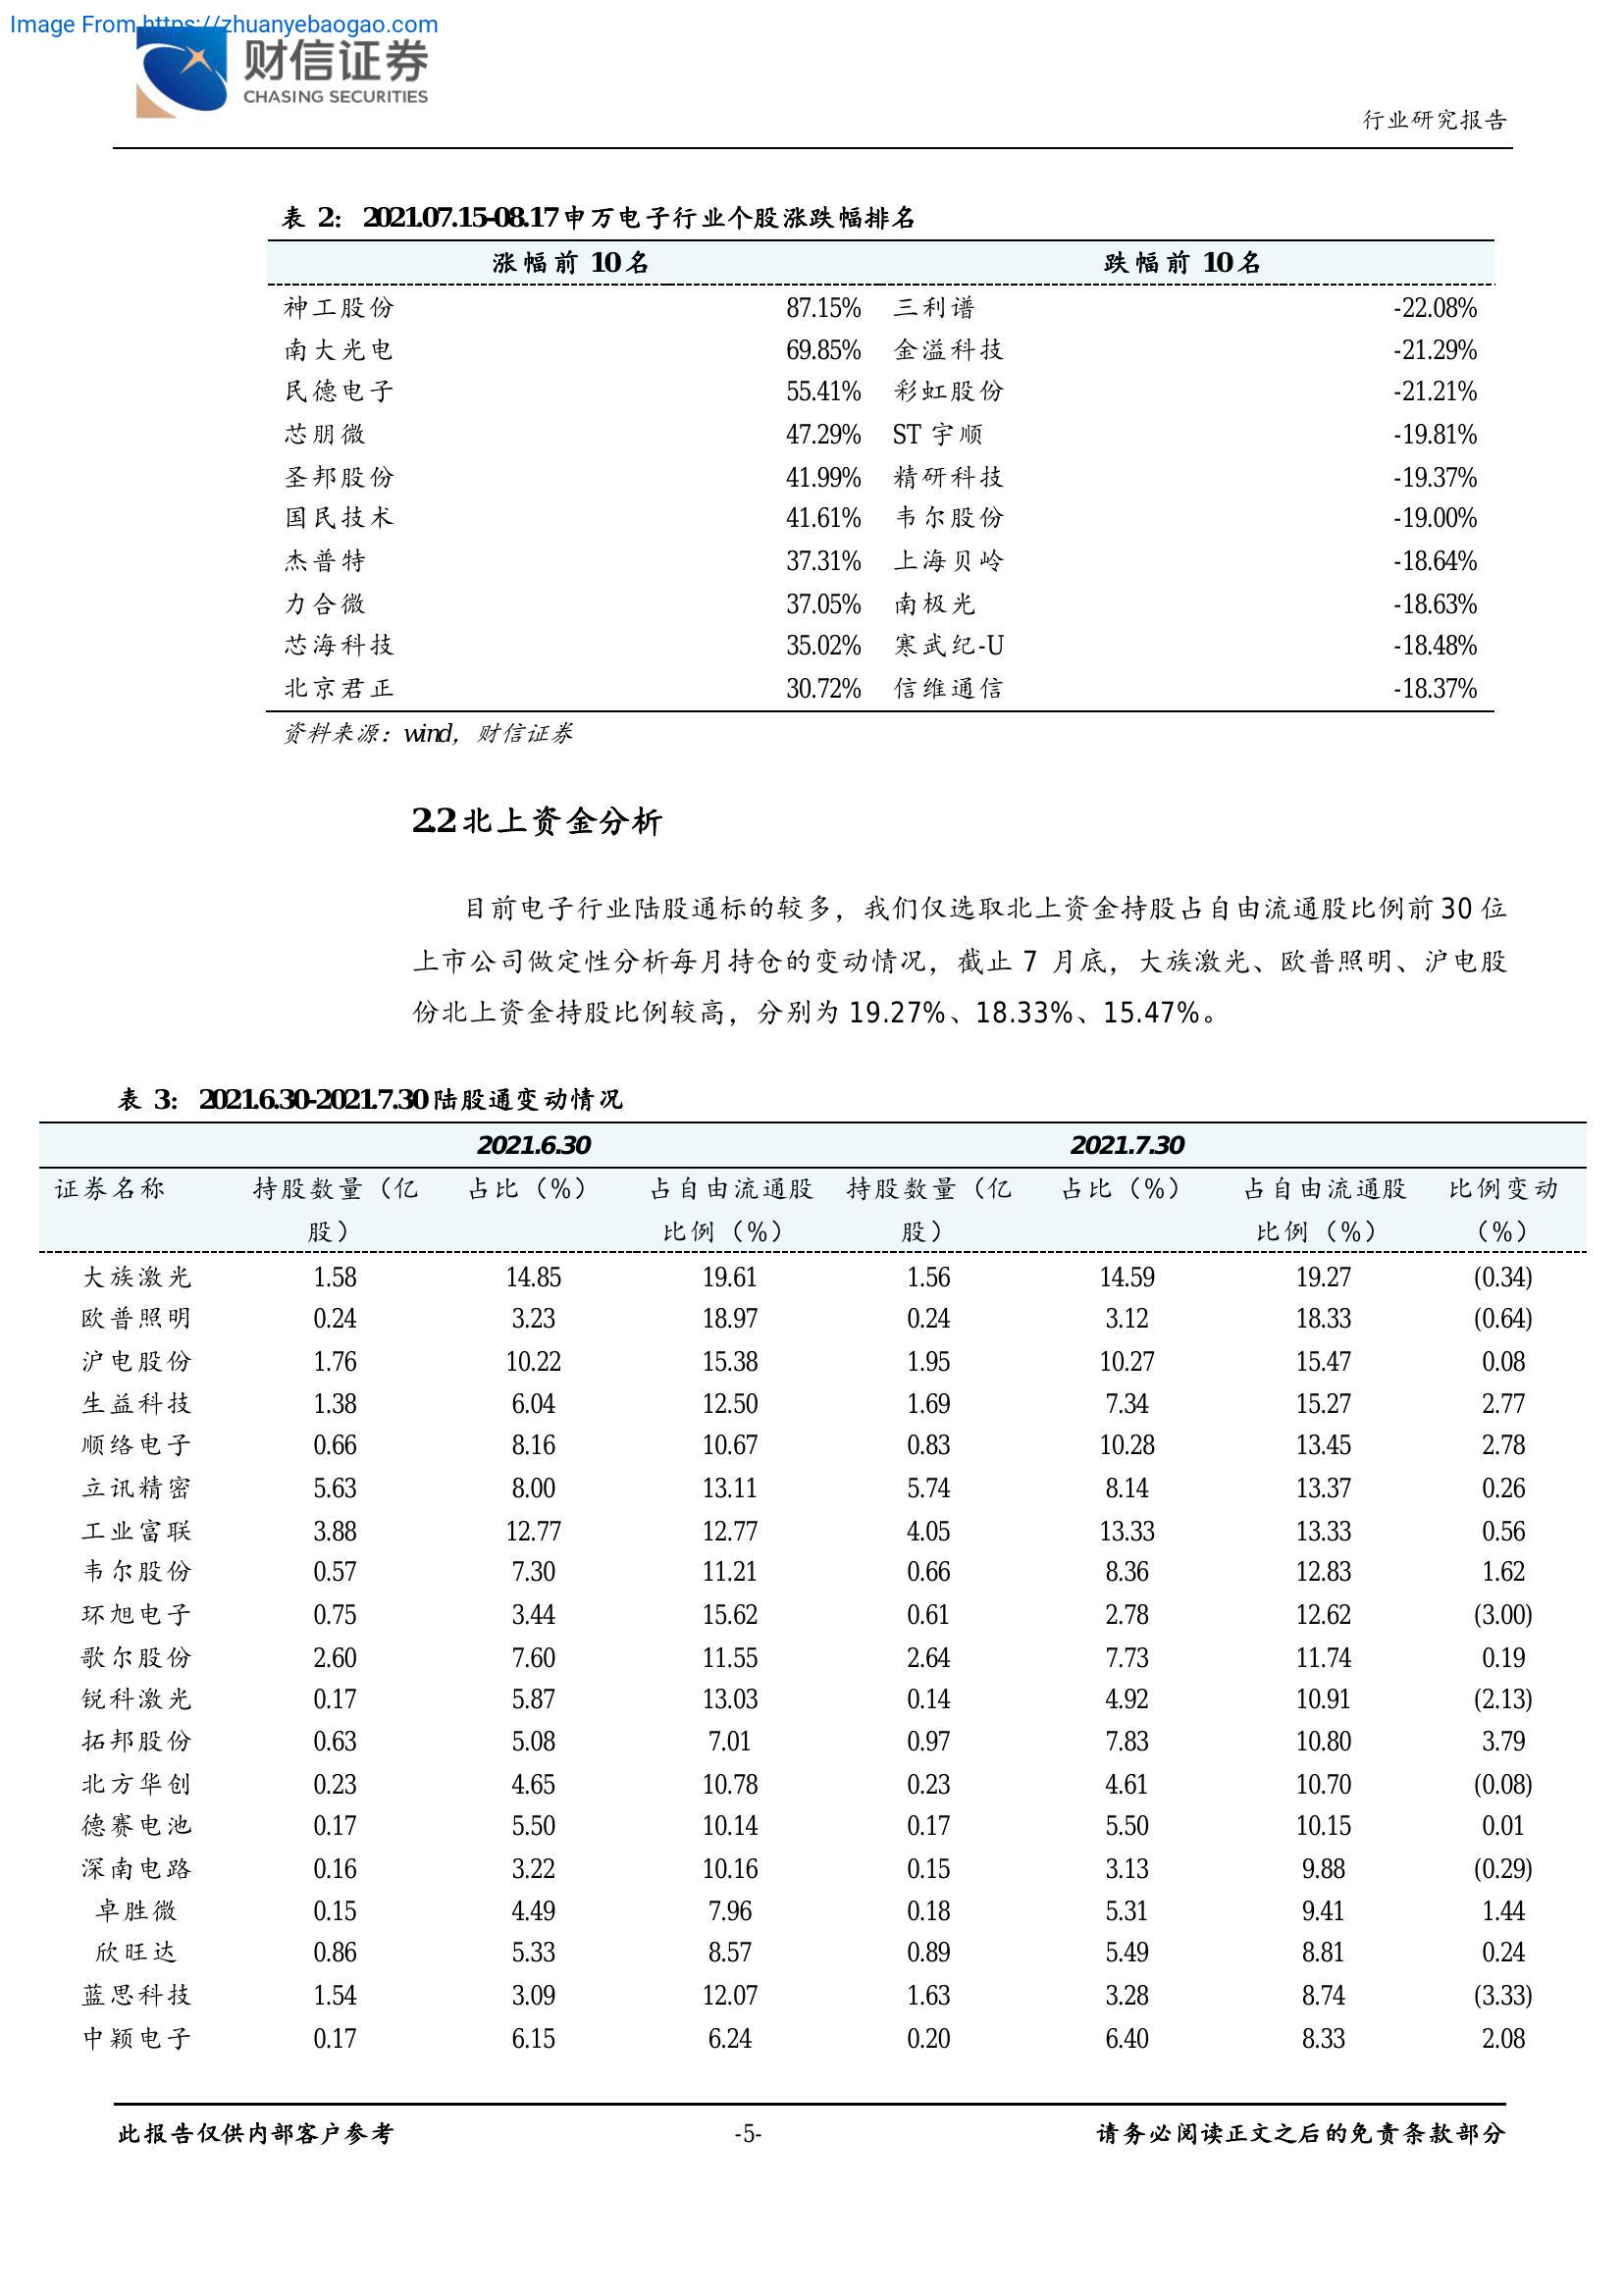 Image From https://zhuanyebaogao.com
财信证券
CHASING SECURITIES
行业研究报告
表 2: 2021.07.15-08.17 申万电子行业个股涨跌幅排名
涨幅前 10 名 跌幅前 10 名
神工股份 87.15% 三利谱 -22.08%
南大光电 69.85% 金溢科技 -21.29%
民德电子 55.41% 彩虹股份 -21.21%
芯朋微 47.29% ST 宇顺 -19.81%
圣邦股份 41.99% 精研科技 -19.37%
国民技术 41.61% 韦尔股份 -19.00%
杰普特 37.31% 上海贝岭 -18.64%
力合微 37.05% 南极光 -18.63%
芯海科技 35.02% 寒武纪-U -18.48%
北京君正 30.72% 信维通信 -18.37%
资料来源：wind，财信证券
2.2 北上资金分析
目前电子行业陆股通标的较多，我们仅选取北上资金持股占自由流通股比例前 30 位
上市公司做定性分析每月持仓的变动情况，截止 7 月底，大族激光、欧普照明、沪电股
份北上资金持股比例较高，分别为 19.27%、18.33%、15.47%。
表 3: 2021.6.30-2021.7.30 陆股通变动情况
2021.6.30 2021.7.30
证券名称 持股数量（亿 占比（%） 占自由流通股 持股数量（亿 占比（%） 占自由流通股 比例变动
股） 比例（%） 股） 比例（%） （%）
大族激光 1.58 14.85 19.61 1.56 14.59 19.27 (0.34)
欧普照明 0.24 3.23 18.97 0.24 3.12 18.33 (0.64)
沪电股份 1.76 10.22 15.38 1.95 10.27 15.47 0.08
生益科技 1.38 6.04 12.50 1.69 7.34 15.27 2.77
顺络电子 0.66 8.16 10.67 0.83 10.28 13.45 2.78
立讯精密 5.63 8.00 13.11 5.74 8.14 13.37 0.26
工业富联 3.88 12.77 12.77 4.05 13.33 13.33 0.56
韦尔股份 0.57 7.30 11.21 0.66 8.36 12.83 1.62
环旭电子 0.75 3.44 15.62 0.61 2.78 12.62 (3.00)
歌尔股份 2.60 7.60 11.55 2.64 7.73 11.74 0.19
锐科激光 0.17 5.87 13.03 0.14 4.92 10.91 (2.13)
拓邦股份 0.63 5.08 7.01 0.97 7.83 10.80 3.79
北方华创 0.23 4.65 10.78 0.23 4.61 10.70 (0.08)
德赛电池 0.17 5.50 10.14 0.17 5.50 10.15 0.01
深南电路 0.16 3.22 10.16 0.15 3.13 9.88 (0.29)
卓胜微 0.15 4.49 7.96 0.18 5.31 9.41 1.44
欣旺达 0.86 5.33 8.57 0.89 5.49 8.81 0.24
蓝思科技 1.54 3.09 12.07 1.63 3.28 8.74 (3.33)
中颖电子 0.17 6.15 6.24 0.20 6.40 8.33 2.08
此报告仅供内部客户参考 -5- 请务必阅读正文之后的免责条款部分